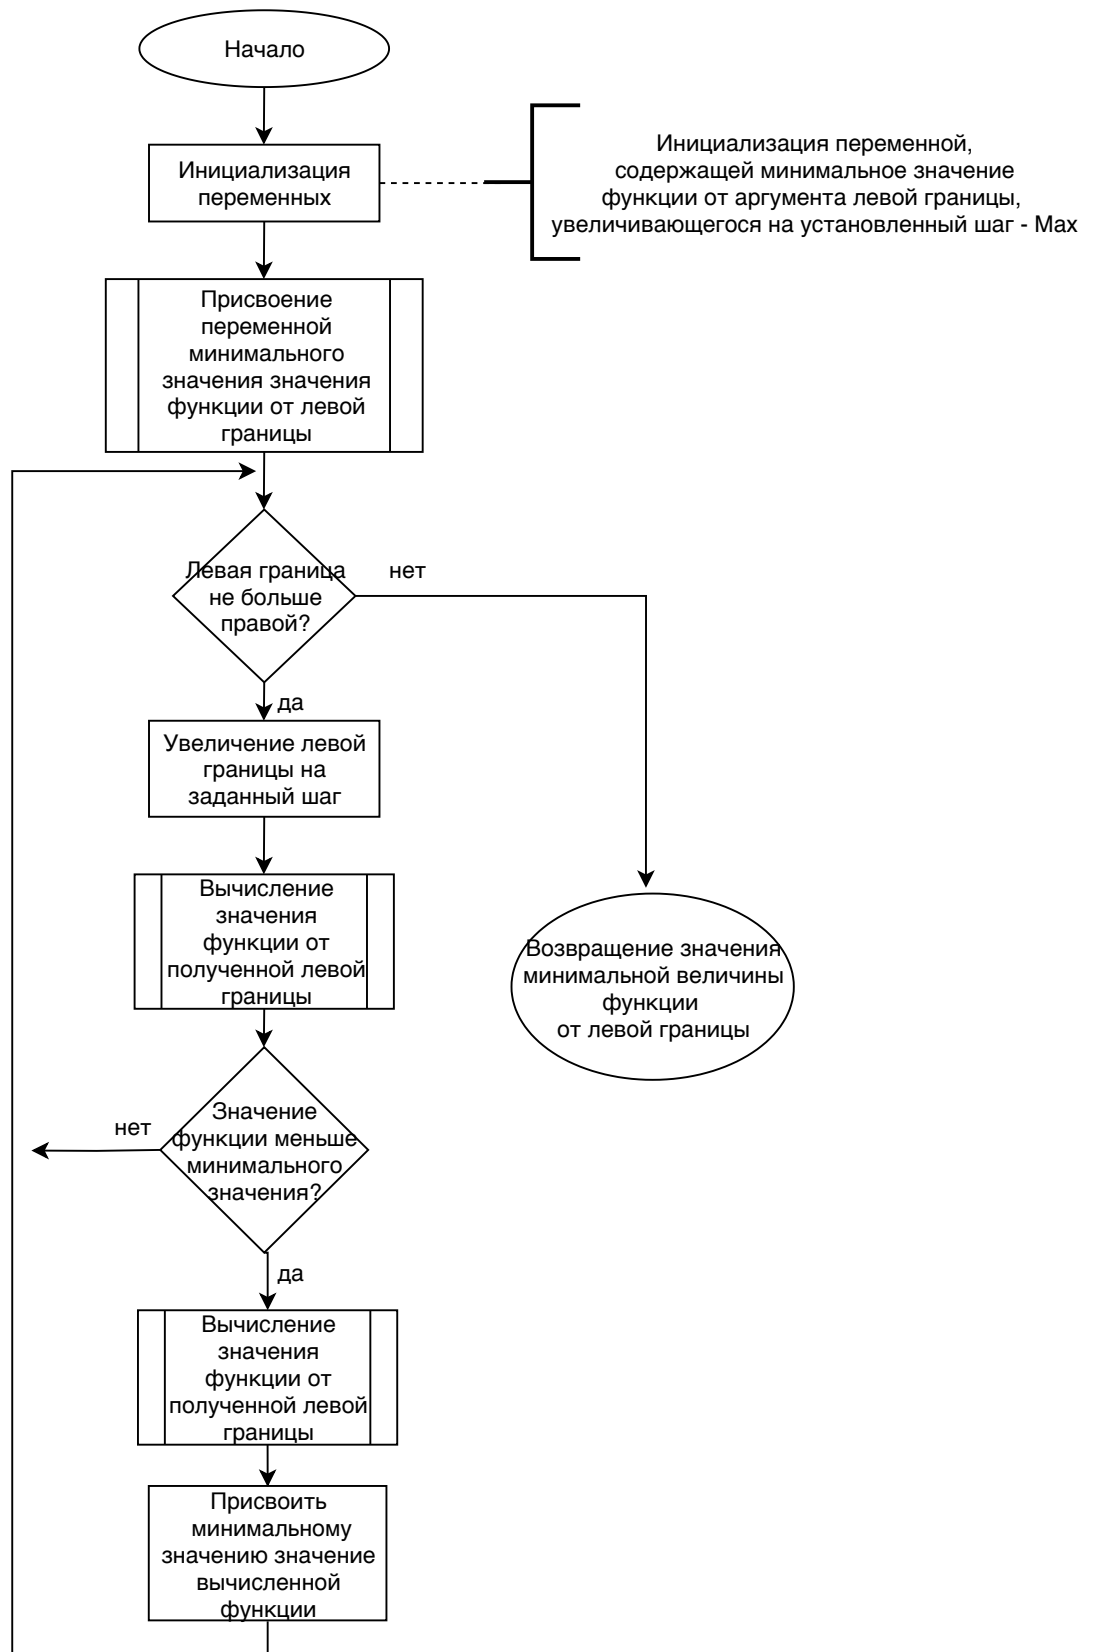 Начало
Инициализация
переменных
Инициализация переменной,
содержащей минимальное значение
функции от аргумента левой границы,
увеличивающегося на установленный шаг - Max
Присвоение
переменной
минимального
значения значения
функции от левой
границы
Левая граница
не больше
правой?
нет
да
Увеличение левой
границы на
заданный шаг
Вычисление
значения
функции от
полученной левой
границы
Возвращение значения
минимальной величины
функции
от левой границы
Значение
функции меньше
минимального
значения?
нет
да
Вычисление
значения
функции от
полученной левой
границы
Присвоить
минимальному
значению значение
вычисленной
функции